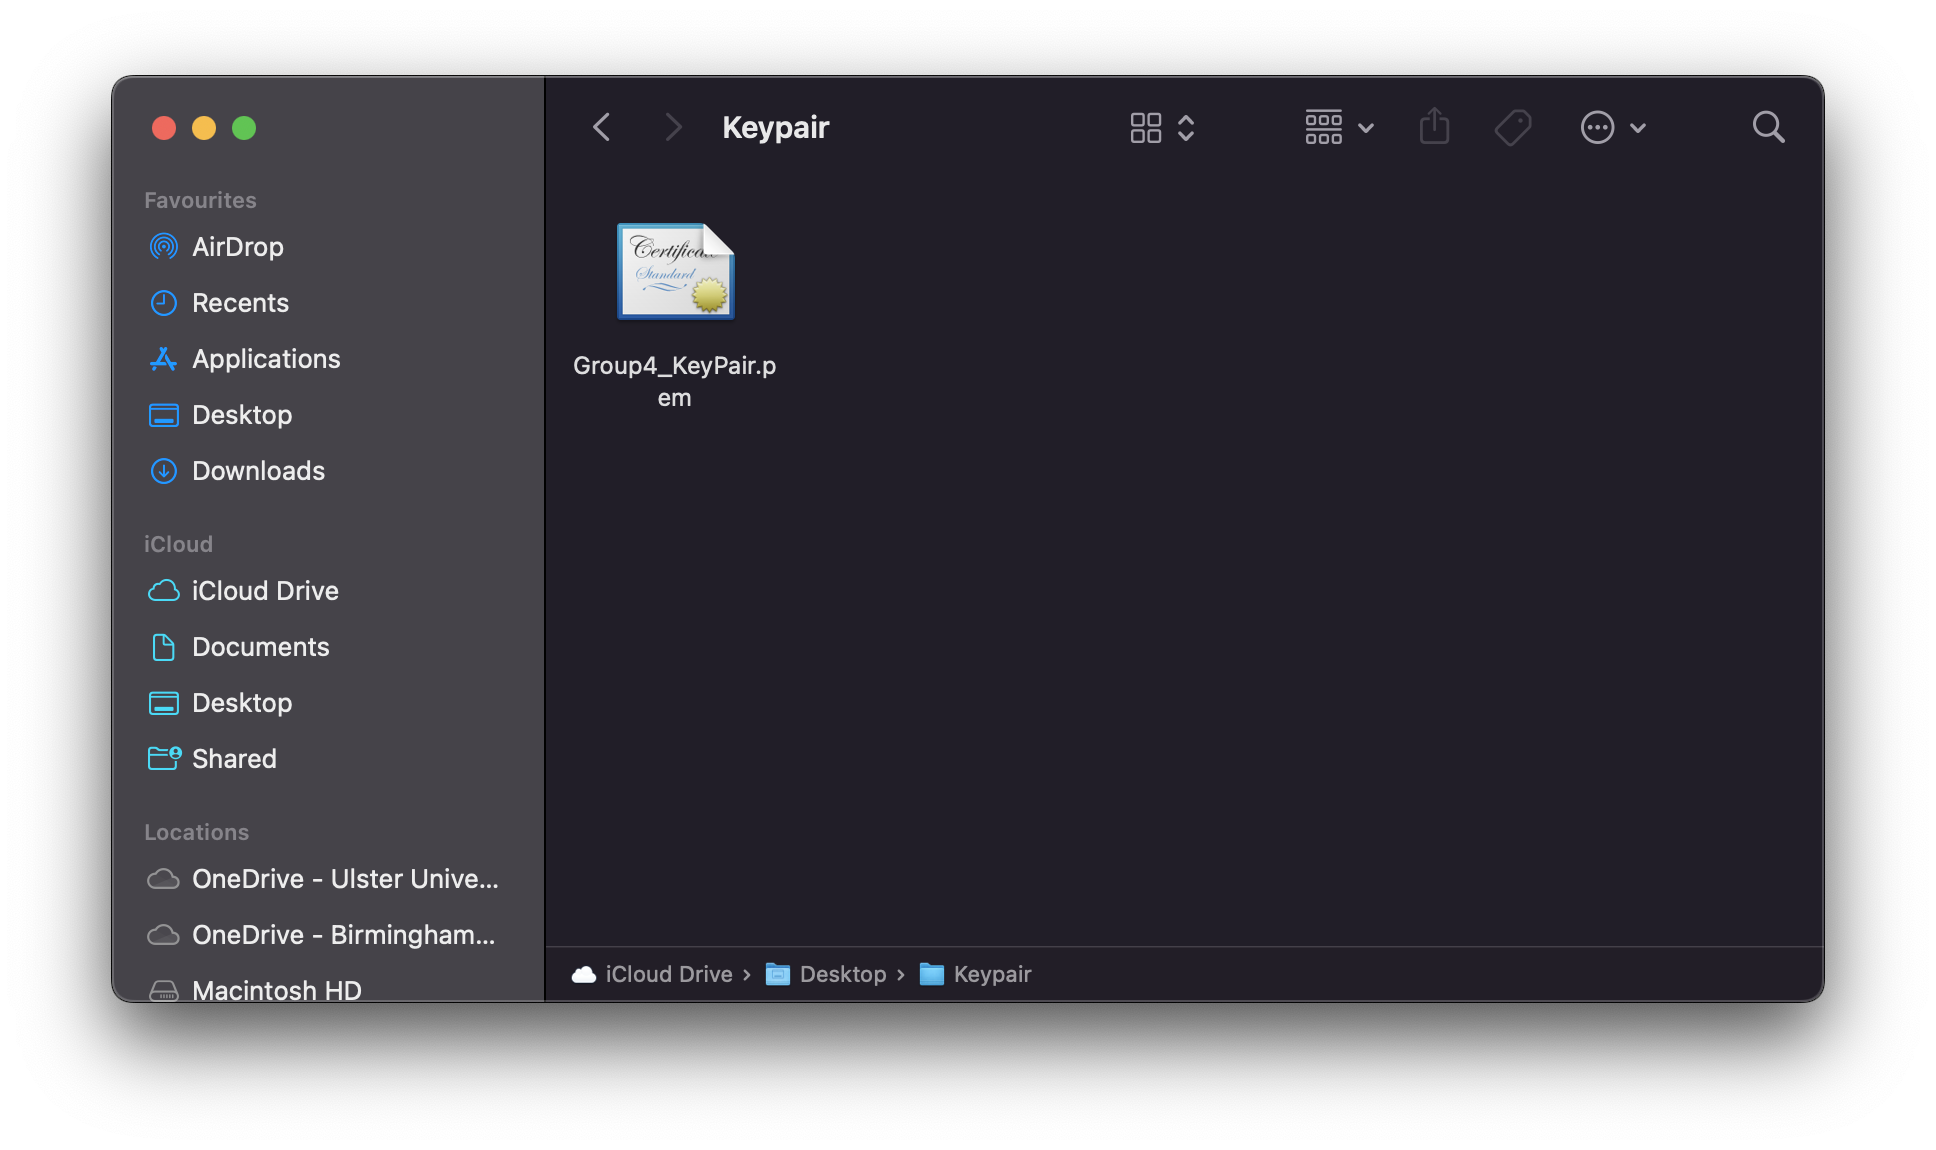 Keypair
Favourites
AirDrop
Recents
Applications
Desktop
Downloads
iCloud
iCloud Drive
Documents
Desktop
Shared
Locations
OneDrive - Ulster Unive...
OneDrive - Birmingham...
Macintosh HD
Certificate
Standard
Group4_KeyPair.p
em
iCloud Drive › Desktop › Keypair